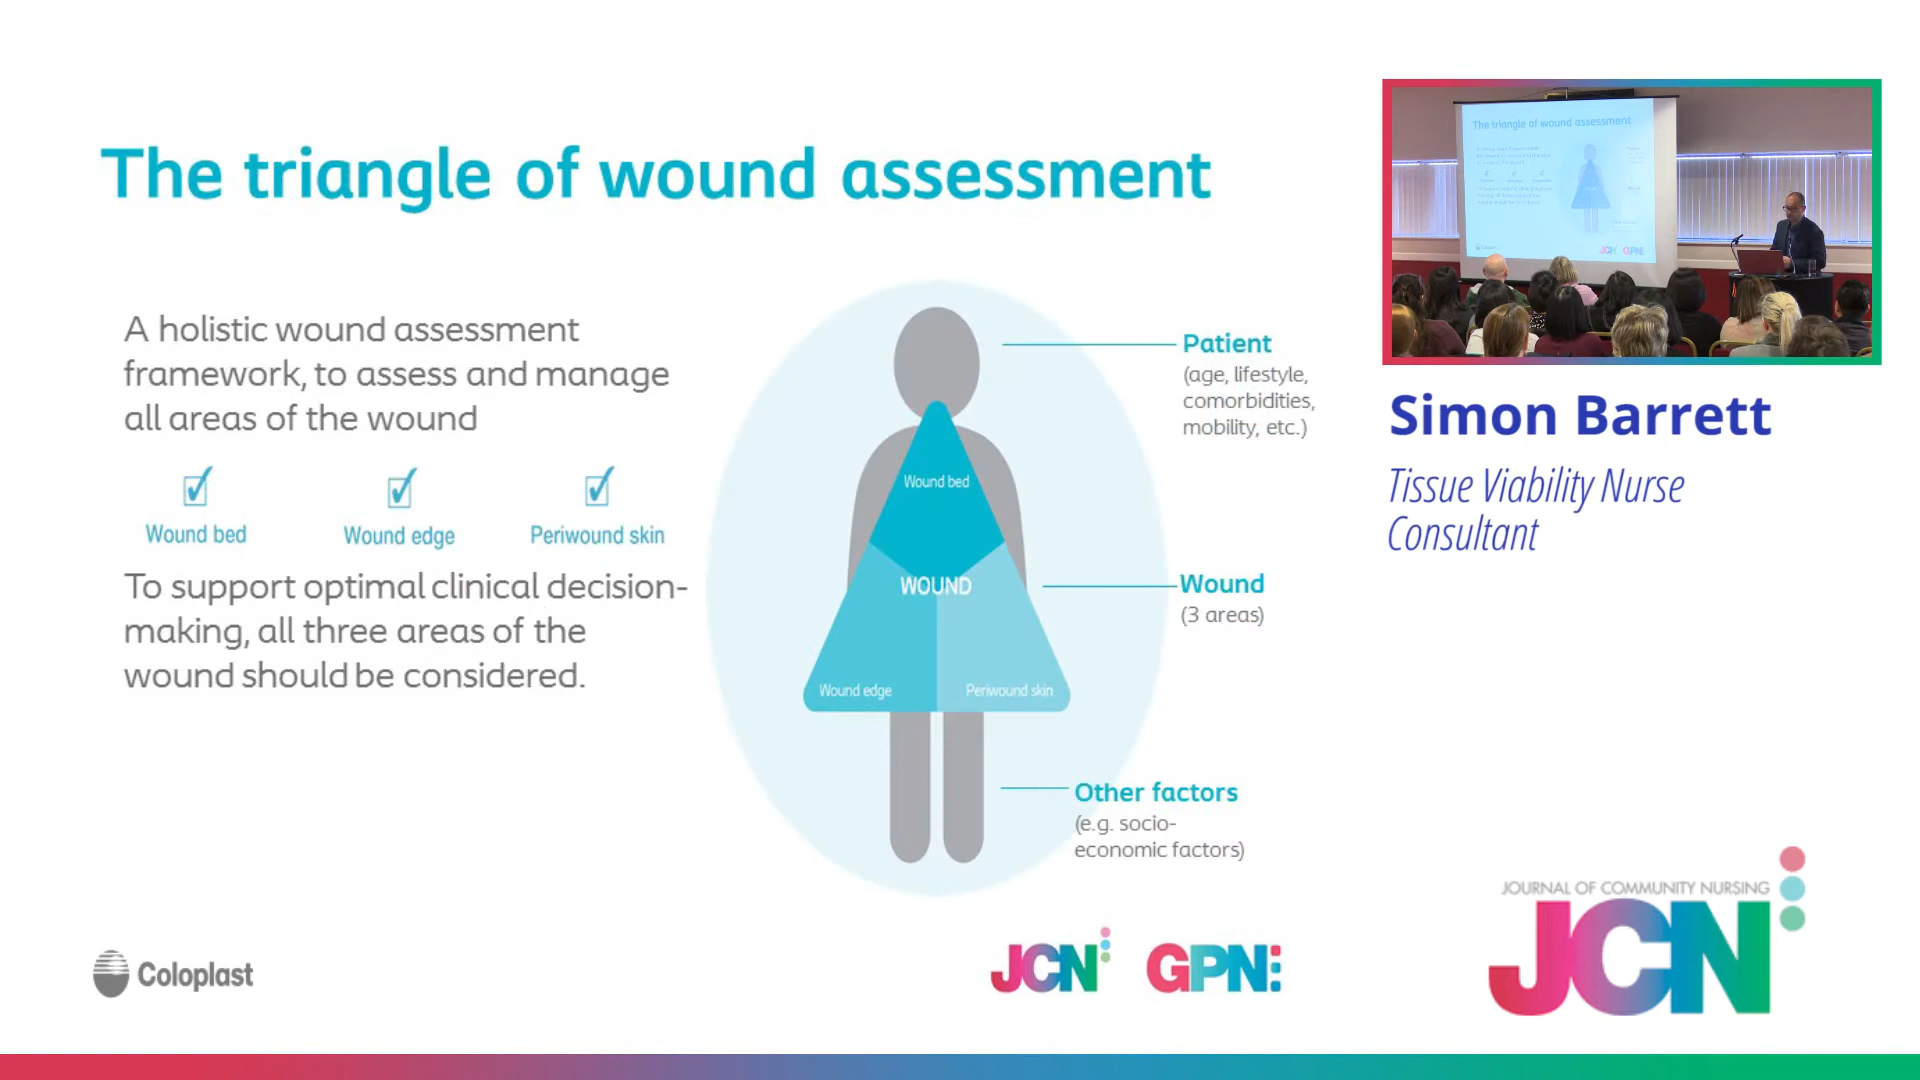 The triangle of wound assessment
A holistic wound assessment
framework, to assess and manage
all areas of the wound
Wound bed
Wound edge
Periwound skin
To support optimal clinical decision-
making, all three areas of the
wound should be considered.
Wound bed
WOUND
Wound edge
Periwound skin
Patient
(age, lifestyle,
comorbidities,
mobility, etc.)
Wound
(3 areas)
Other factors
(e.g. socio-
economic factors)
Coloplast
JCN
GPN
The triangle of wound assessment
JCN
GPN
Simon Barrett
Tissue Viability Nurse
Consultant
JOURNAL OF COMMUNITY NURSING
JCN